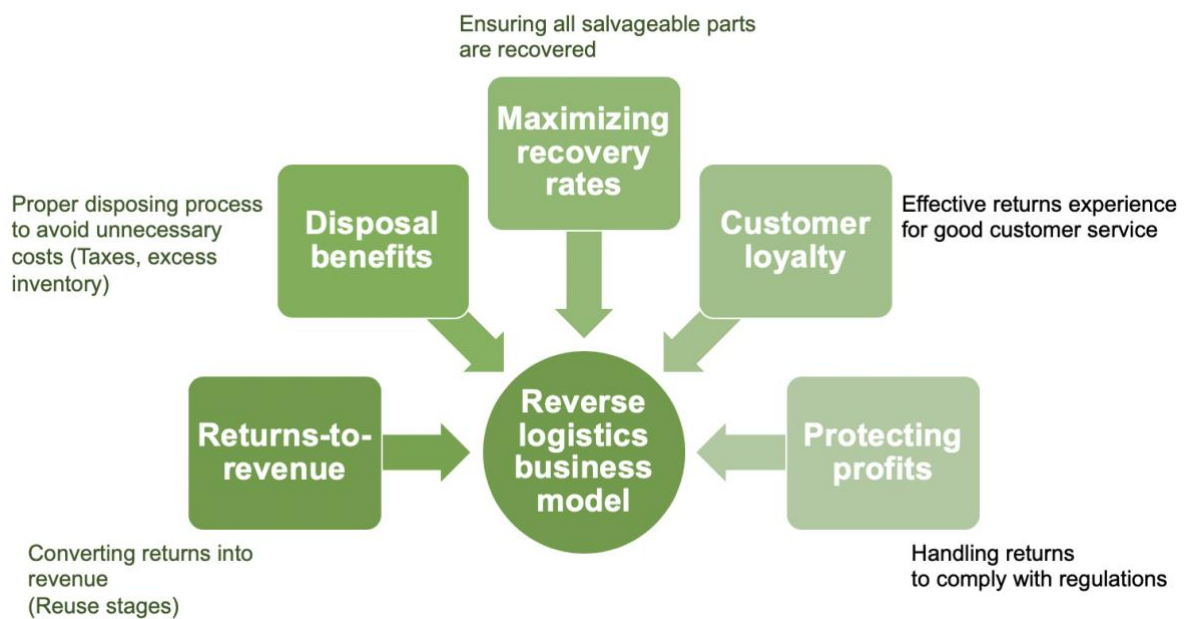 Ensuring all salvageable parts
are recovered
Maximizing
recovery
rates
Proper disposing process
to avoid unnecessary
costs (Taxes, excess
inventory)
Disposal
benefits
Customer
loyalty
Effective returns experience
for good customer service
Returns-to-
revenue
Reverse
logistics
business
model
Protecting
profits
Converting returns into
revenue
(Reuse stages)
Handling returns
to comply with regulations